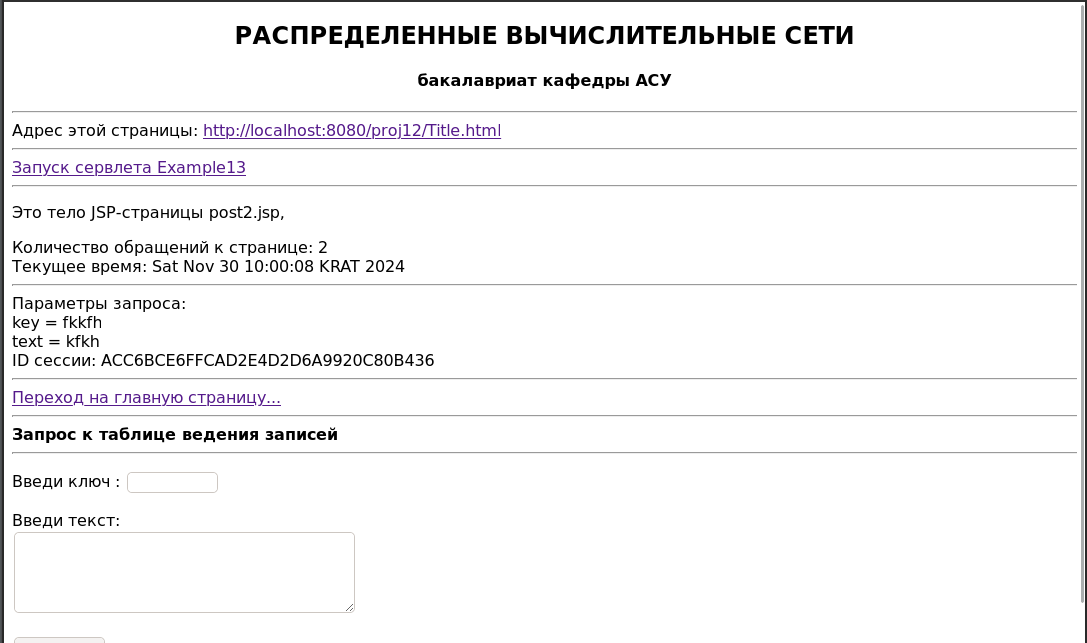 РАСПРЕДЕЛЕННЫЕ ВЫЧИСЛИТЕЛЬНЫЕ СЕТИ
бакалавриат кафедры АСУ
Адрес этой страницы: http://localhost:8080/proj12/Title.html
Запуск сервлета Example13
Это тело JSP-страницы post2.jsp,
Количество обращений к странице: 2
Текущее время: Sat Nov 30 10:00:08 KRAT 2024
Параметры запроса:
key = fkkfh
text = kfkh
ID сессии: ACC6BCE6FFCAD2E4D2D6A9920C80B436
Переход на главную страницу...
Запрос к таблице ведения записей
Введи ключ :
Введи текст: